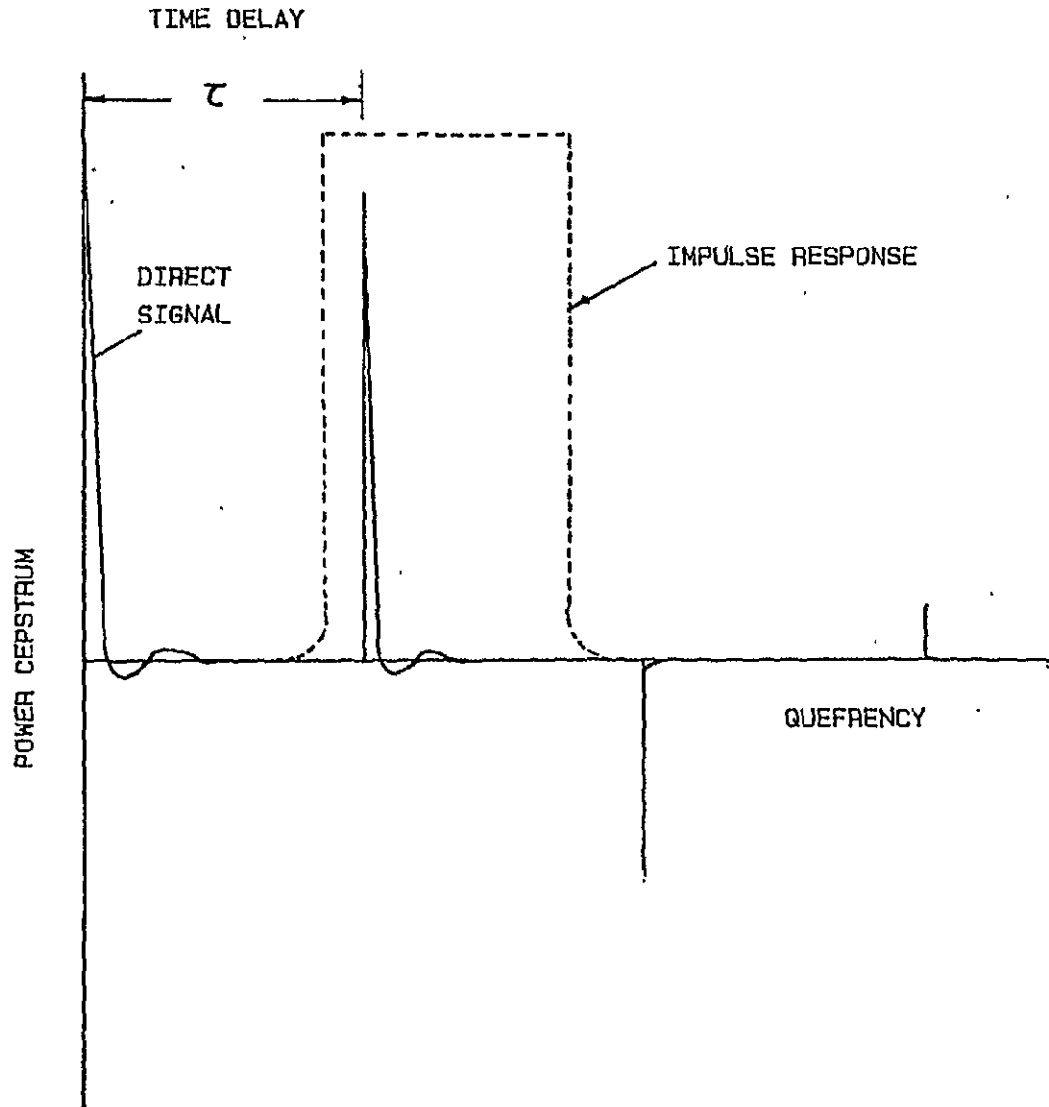 TIME DELAY
τ
DIRECT
SIGNAL
IMPULSE RESPONSE
POWER CEPSTRUM
QUEFRENCY